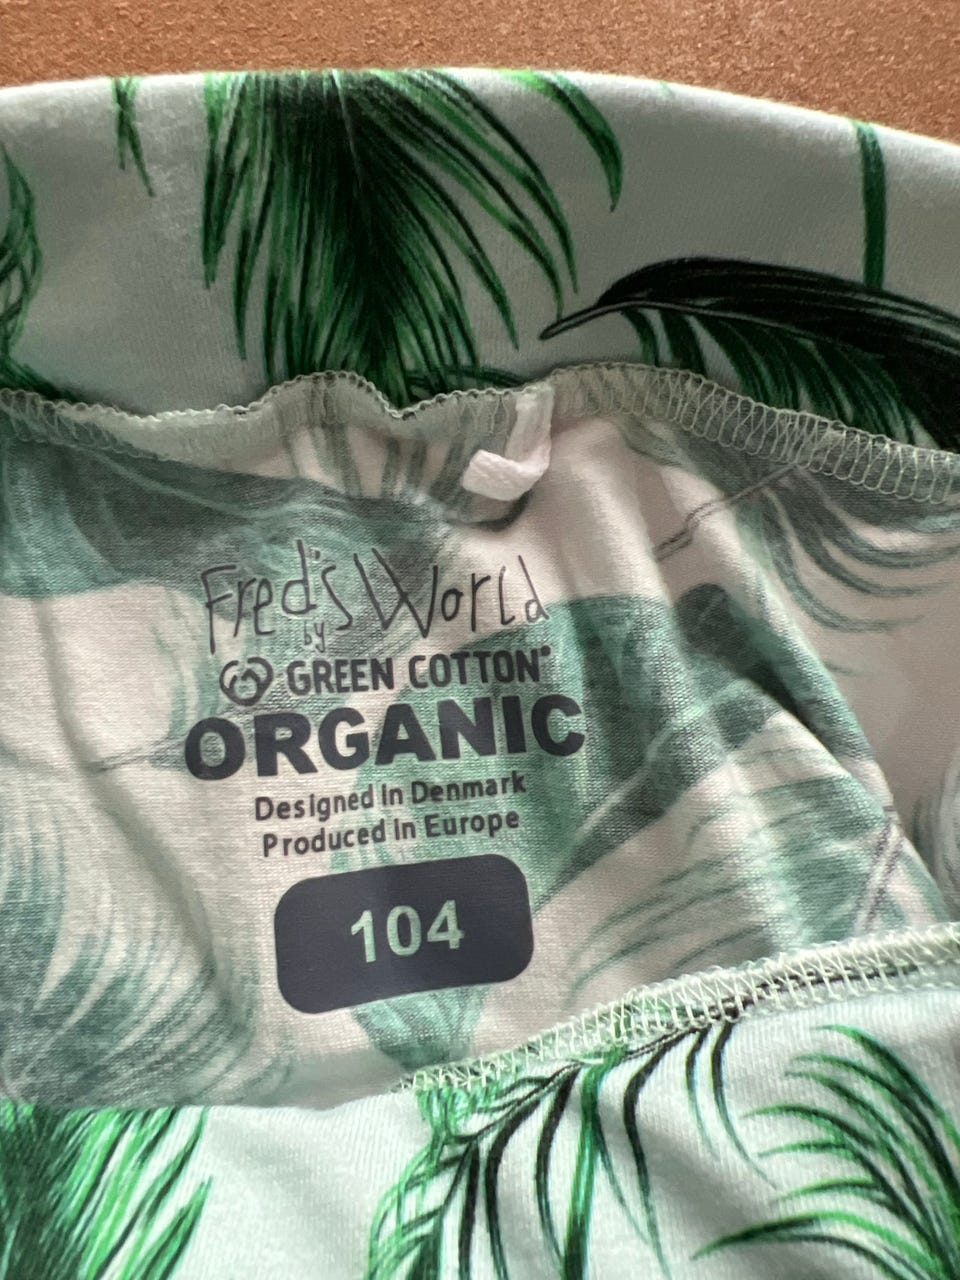 Fred's World
by
GREEN COTTON®
ORGANIC
Designed in Denmark
Produced in Europe
104